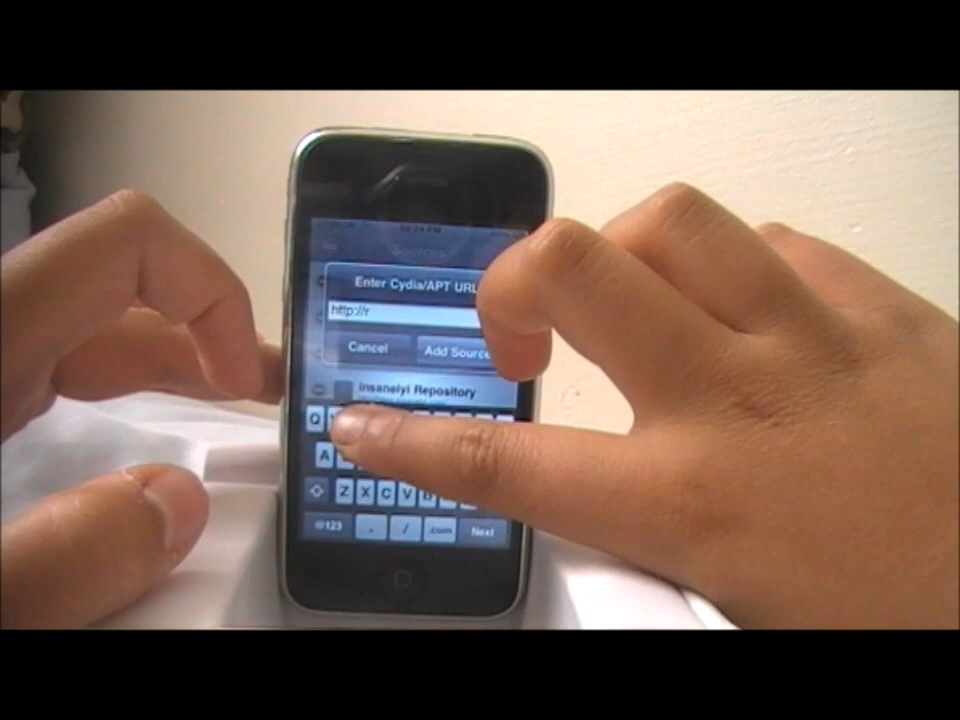 Sources
Enter Cydia/APT URL
http://r
Cancel
Add Source
insanelyi Repository
Q
A
Z X C V B
@123 . / .com Next